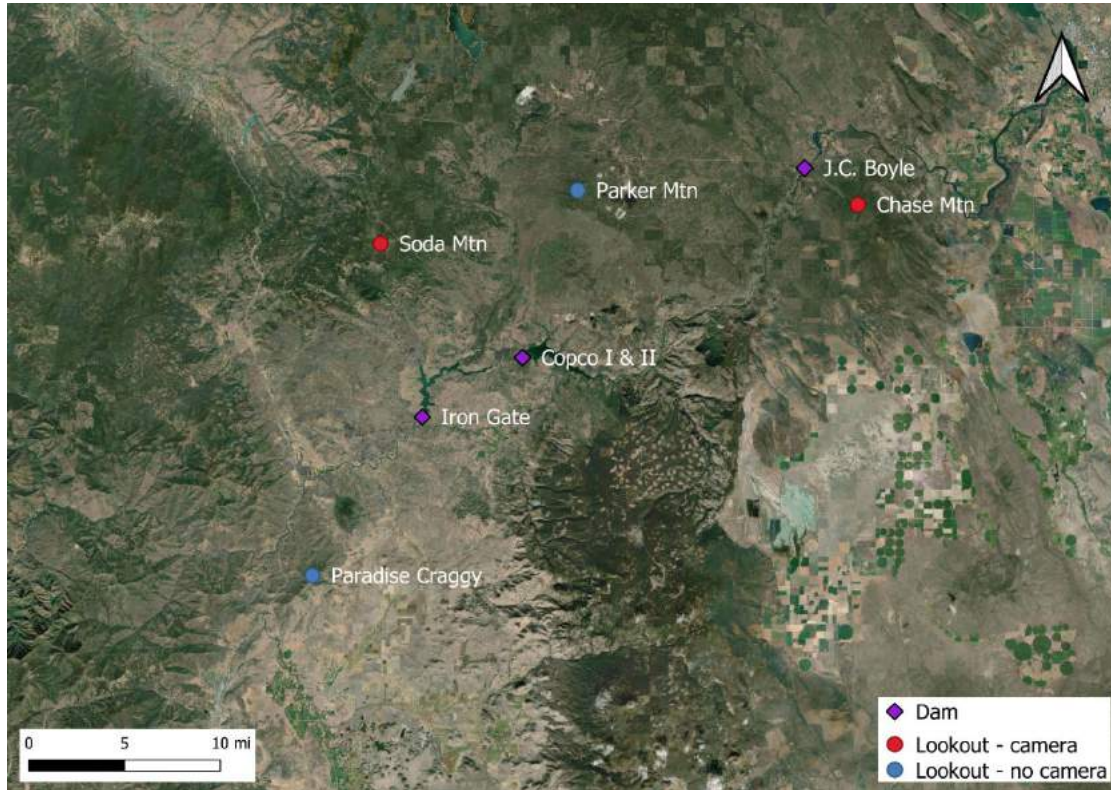 J.C. Boyle
Parker Mtn
Chase Mtn
Soda Mtn
Copco I & II
Iron Gate
Paradise Craggy
0 5 10 mi
Dam
Lookout - camera
Lookout - no camera